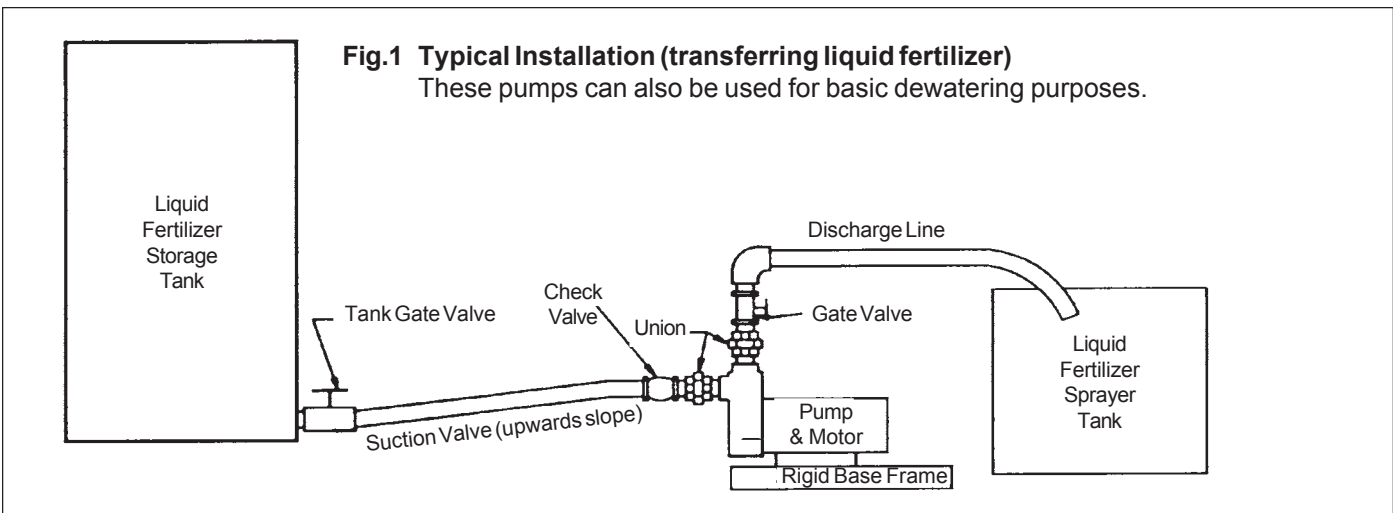 Fig.1 Typical Installation (transferring liquid fertilizer)
These pumps can also be used for basic dewatering purposes.
Liquid
Fertilizer
Storage
Tank
Tank Gate Valve
Suction Valve (upwards slope)
Check
Valve
Union
Discharge Line
Gate Valve
Pump
& Motor
Rigid Base Frame
Liquid
Fertilizer
Sprayer
Tank